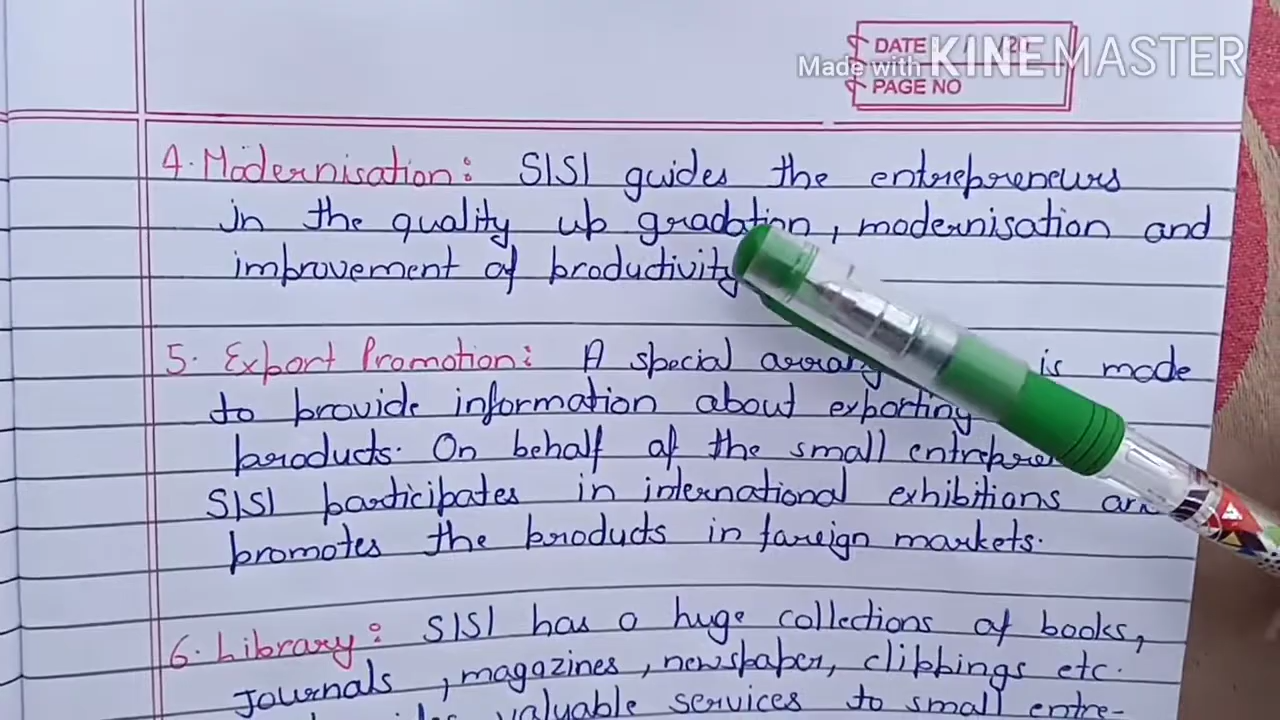 DATE / /20
Made with KINEMASTER
PAGE NO
4. Modernisation: SISI guides the entrepreneurs
in the quality up gradation, modernisation and
improvement of productivity
5. Export Promotion: A special is made
to provide information about exporting
products. On behalf of the small
SISI participates in international exhibitions
promotes the products in foreign markets.
6. Library: SISI has a huge collections of books,
Journals, magazines, newspaper, clippings etc.
valuable services to small entre-